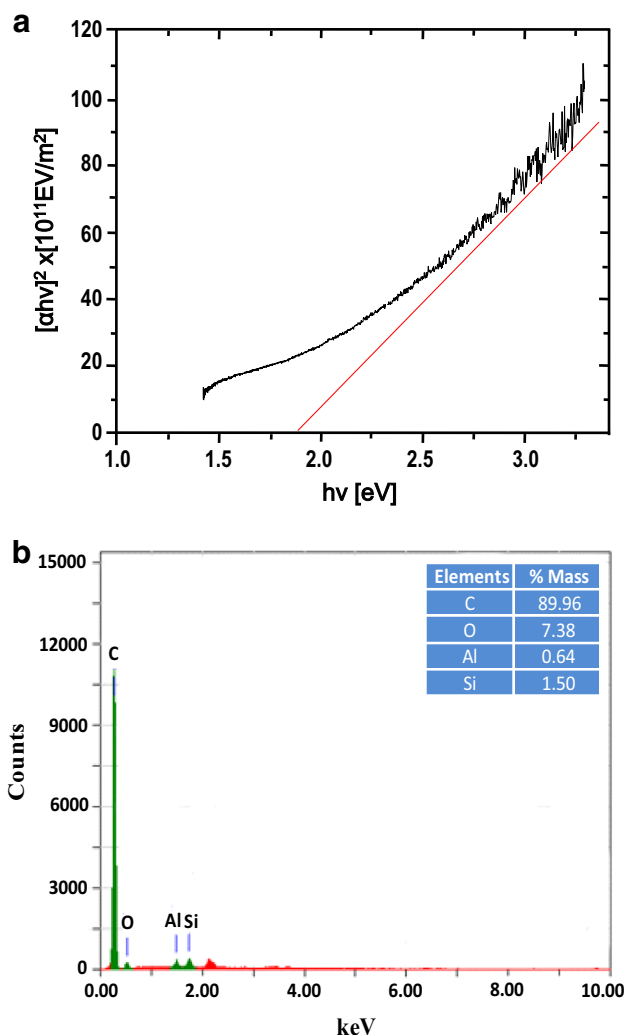 a
120
100
80
60
40
20
0
[αhν]² x[10¹¹EV/m²]
1.0 1.5 2.0 2.5 3.0
hν [eV]
b
15000
12000
9000
6000
3000
0
Counts
Elements % Mass
C 89.96
O 7.38
Al 0.64
Si 1.50
C
O
Al Si
0.00 2.00 4.00 6.00 8.00 10.00
keV